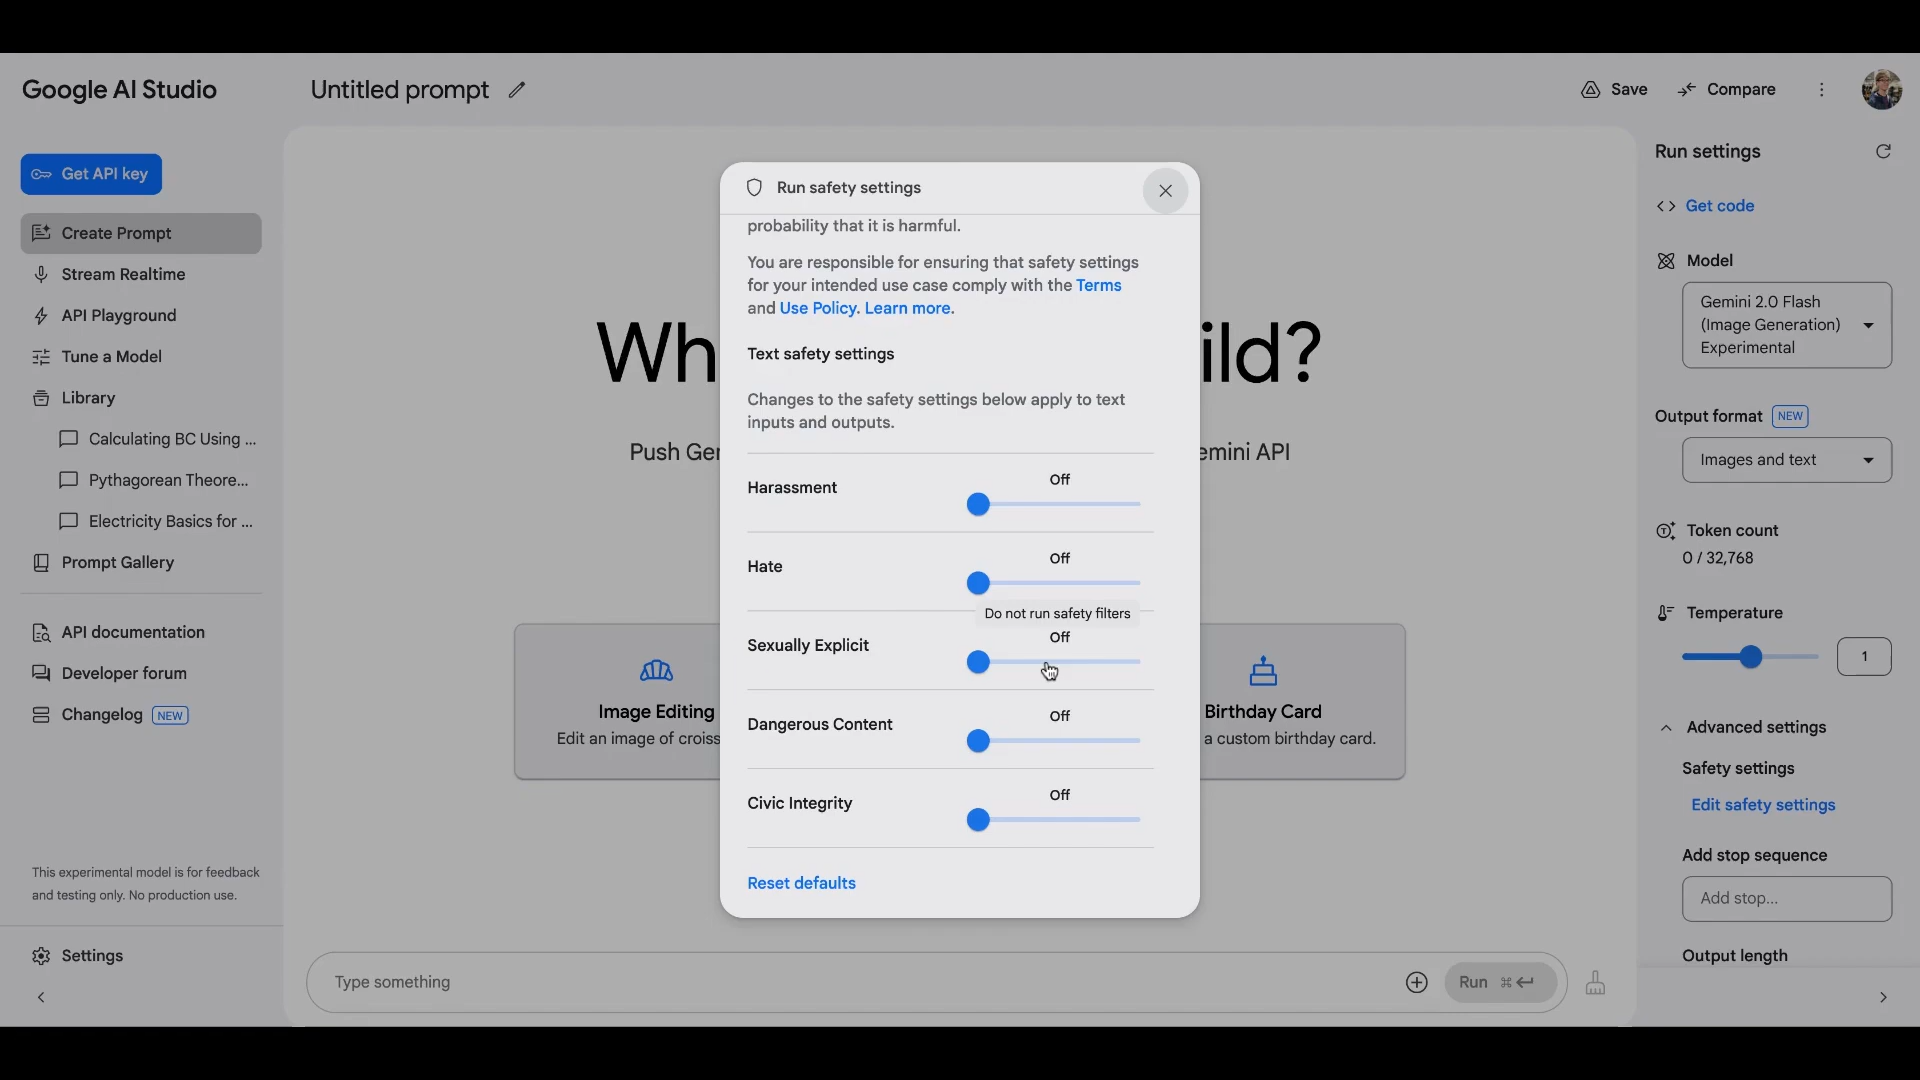 Google AI Studio
Untitled prompt
Save
Compare
Get API key
Create Prompt
Stream Realtime
API Playground
Tune a Model
Library
Calculating BC Using ...
Pythagorean Theore...
Electricity Basics for ...
Prompt Gallery
API documentation
Developer forum
Changelog NEW
This experimental model is for feedback
and testing only. No production use.
Settings
Wh
ild?
Push Ge
emini API
Image Editing
Edit an image of croiss
Birthday Card
a custom birthday card.
Type something
Run ⌘
Run safety settings
probability that it is harmful.
You are responsible for ensuring that safety settings
for your intended use case comply with the Terms
and Use Policy. Learn more.
Text safety settings
Changes to the safety settings below apply to text
inputs and outputs.
Harassment
Off
Hate
Off
Do not run safety filters
Sexually Explicit
Off
Dangerous Content
Off
Civic Integrity
Off
Reset defaults
Run settings
Get code
Model
Gemini 2.0 Flash
(Image Generation)
Experimental
Output format NEW
Images and text
Token count
0 / 32,768
Temperature
1
Advanced settings
Safety settings
Edit safety settings
Add stop sequence
Add stop...
Output length